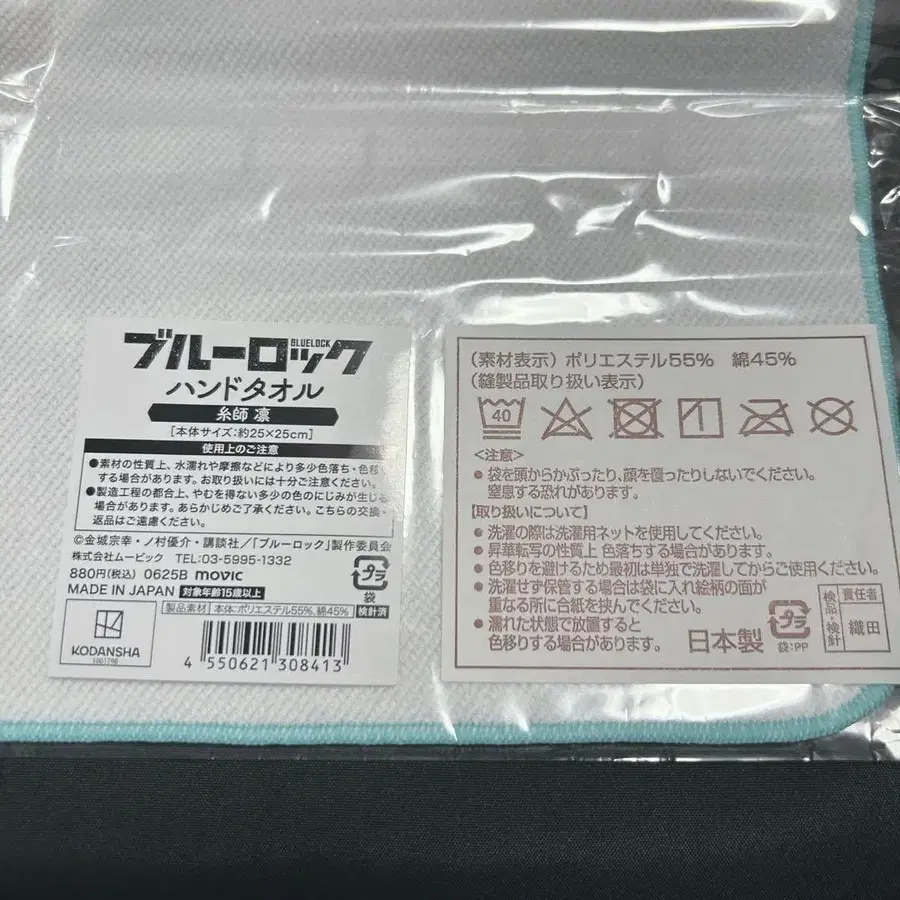 ブルーロック
BLUELOCK
ハンドタオル
糸師 凛
[本体サイズ:約25×25cm]
使用上のご注意
●素材の性質上、水濡れや摩擦などにより多少色落ち・色移り
する場合があります。お取り扱いには十分ご注意ください。
●製造工程の都合上、やむを得ない多少の色のにじみが生じる
場合があります。あらかじめご了承ください。こちらの交換・
返品はご遠慮ください。
©金城宗幸・ノ村優介・講談社/「ブルーロック」製作委員会
株式会社ムービック TEL:03-5995-1332
880円(税込) 0625B movic
MADE IN JAPAN 対象年齢15歳以上
プラ
袋
製品素材 本体:ポリエステル55%、綿45% 検針済
KODANSHA
1001798
4 550621 308413
(素材表示) ポリエステル55% 綿45%
(縫製品取り扱い表示)
40
<注意>
● 袋を頭からかぶったり、顔を覆ったりしないでください。
窒息する恐れがあります。
【取り扱いについて】
● 洗濯の際は洗濯用ネットを使用してください。
● 昇華転写の性質上 色落ちする場合があります。
● 色移りを避けるため最初は単独で洗濯してからご使用ください。
● 洗濯せず保管する場合は袋に入れ絵柄の面が
重なる所に合紙を挟んでください。
● 濡れた状態で放置すると
色移りする場合があります。
日本製
プラ
袋:PP
検品・検針
責任者
織田